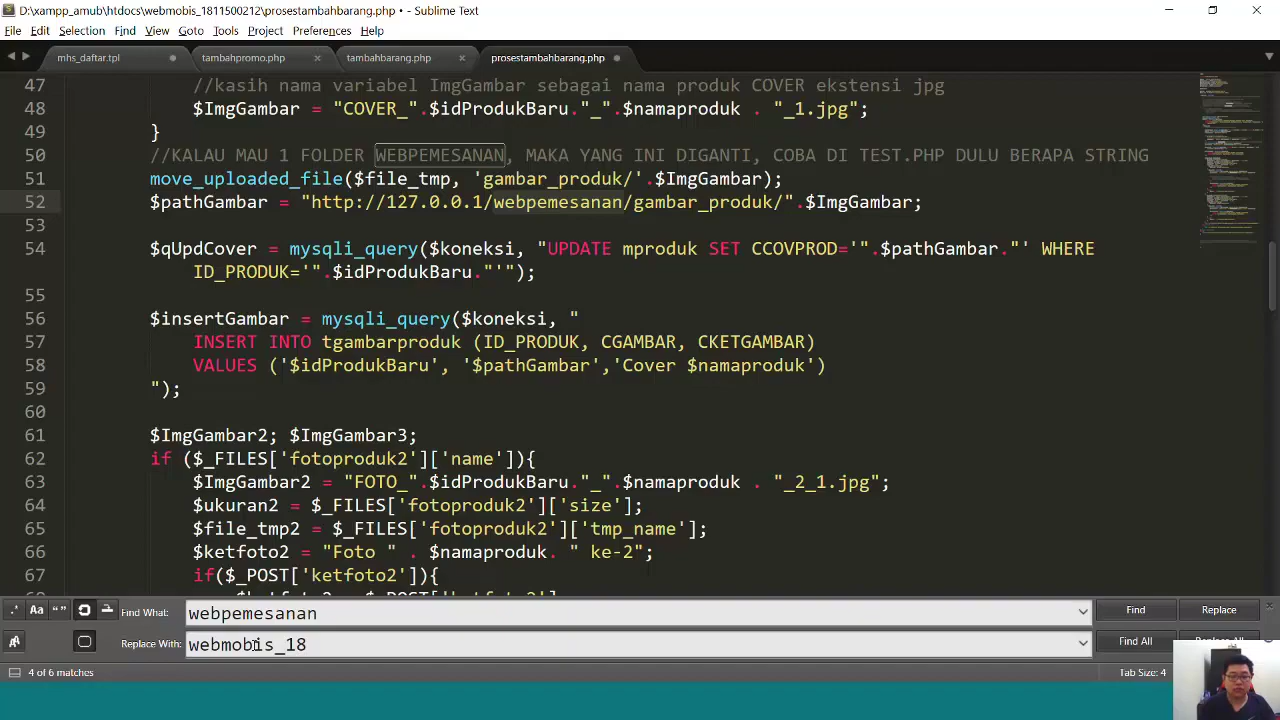 D:\xampp_amub\htdocs\webmobis_1811500212\prosestambahbarang.php • - Sublime Text
File Edit Selection Find View Goto Tools Project Preferences Help
mhs_daftar.tpl tambahpromo.php tambahbarang.php prosestambahbarang.php
47 //kasih nama variabel ImgGambar sebagai nama produk COVER ekstensi jpg
48 $ImgGambar = "COVER_".$idProdukBaru."_".$namaproduk . "_1.jpg";
49 }
50 //KALAU MAU 1 FOLDER WEBPEMESANAN, MAKA YANG INI DIGANTI, COBA DI TEST.PHP DULU BERAPA STRING
51 move_uploaded_file($file_tmp, 'gambar_produk/'.$ImgGambar);
52 $pathGambar = "http://127.0.0.1/webpemesanan/gambar_produk/".$ImgGambar;
53
54 $qUpdCover = mysqli_query($koneksi, "UPDATE mproduk SET CCOVPROD='".$pathGambar."' WHERE
ID_PRODUK='".$idProdukBaru."'");
55
56 $insertGambar = mysqli_query($koneksi, "
57 INSERT INTO tgambarproduk (ID_PRODUK, CGAMBAR, CKETGAMBAR)
58 VALUES ('$idProdukBaru', '$pathGambar','Cover $namaproduk')
59 ");
60
61 $ImgGambar2; $ImgGambar3;
62 if ($_FILES['fotoproduk2']['name']){
63 $ImgGambar2 = "FOTO_".$idProdukBaru."_".$namaproduk . "_2_1.jpg";
64 $ukuran2 = $_FILES['fotoproduk2']['size'];
65 $file_tmp2 = $_FILES['fotoproduk2']['tmp_name'];
66 $ketfoto2 = "Foto " . $namaproduk. " ke-2";
67 if($_POST['ketfoto2']){
Find What: webpemesanan Find Replace
Replace With: webmobis_18 Find All
4 of 6 matches Tab Size: 4